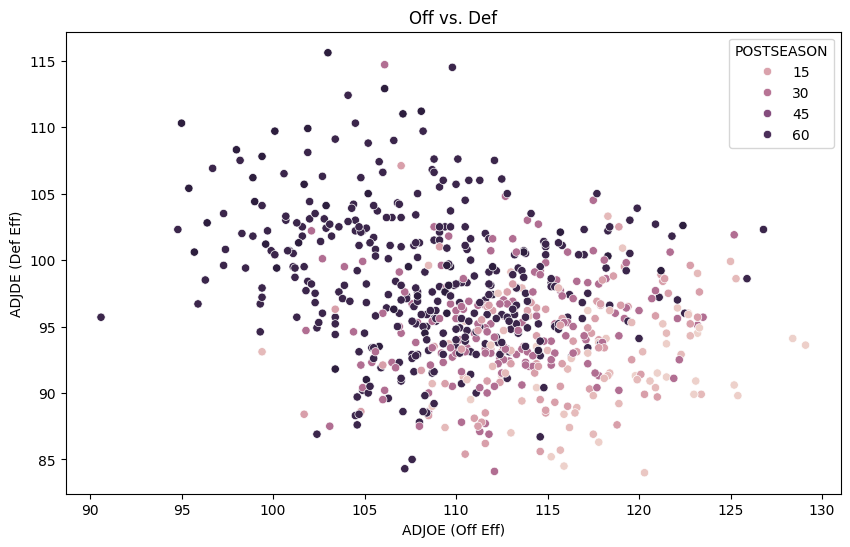 Off vs. Def
POSTSEASON
15
30
45
60
115
110
105
100
95
90
85
ADJDE (Def Eff)
90 95 100 105 110 115 120 125 130
ADJOE (Off Eff)